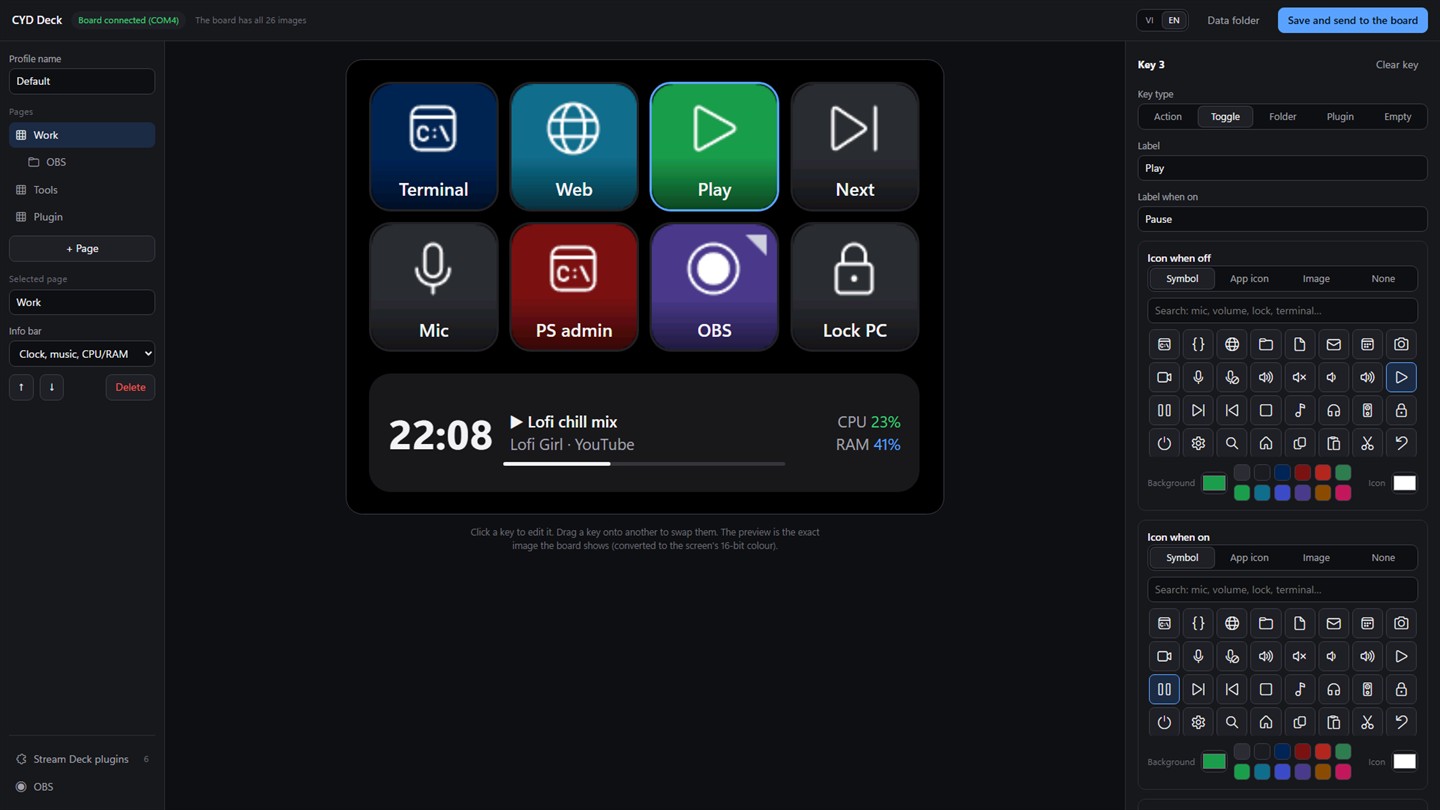 CYD Deck
Board connected (COM4)
The board has all 26 images
VI
EN
Data folder
Save and send to the board
Profile name
Default
Pages
Work
OBS
Tools
Plugin
+ Page
Selected page
Work
Info bar
Clock, music, CPU/RAM
↑
↓
Delete
Stream Deck plugins 6
OBS
C:\
Terminal
Web
Play
Next
Mic
C:\
PS admin
OBS
Lock PC
22:08
▶ Lofi chill mix
Lofi Girl · YouTube
CPU 23%
RAM 41%
Click a key to edit it. Drag a key onto another to swap them. The preview is the exact
image the board shows (converted to the screen's 16-bit colour).
Key 3
Clear key
Key type
Action
Toggle
Folder
Plugin
Empty
Label
Play
Label when on
Pause
Icon when off
Symbol
App icon
Image
None
Search: mic, volume, lock, terminal...
Background
Icon
Icon when on
Symbol
App icon
Image
None
Search: mic, volume, lock, terminal...
Background
Icon